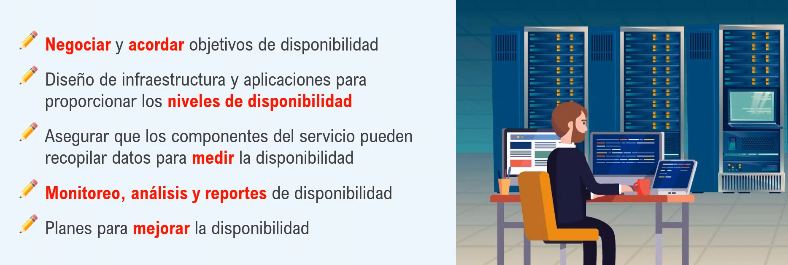 Negociar y acordar objetivos de disponibilidad
Diseño de infraestructura y aplicaciones para
proporcionar los niveles de disponibilidad
Asegurar que los componentes del servicio pueden
recopilar datos para medir la disponibilidad
Monitoreo, análisis y reportes de disponibilidad
Planes para mejorar la disponibilidad